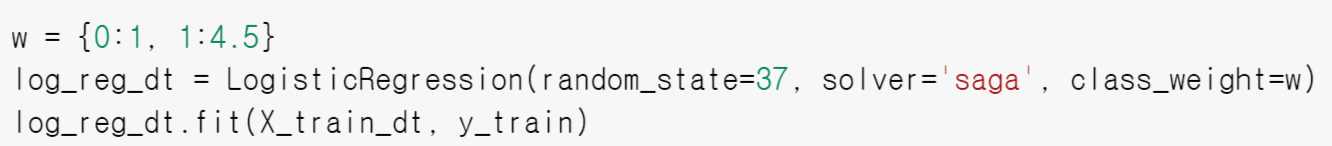 w = {0:1, 1:4.5}
log_reg_dt = LogisticRegression(random_state=37, solver='saga', class_weight=w)
log_reg_dt.fit(X_train_dt, y_train)